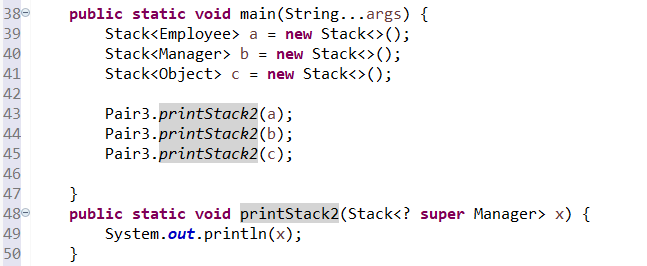 38 public static void main(String...args) {
39 Stack<Employee> a = new Stack<>();
40 Stack<Manager> b = new Stack<>();
41 Stack<Object> c = new Stack<>();
42
43 Pair3.printStack2(a);
44 Pair3.printStack2(b);
45 Pair3.printStack2(c);
46
47 }
48 public static void printStack2(Stack<? super Manager> x) {
49 System.out.println(x);
50 }